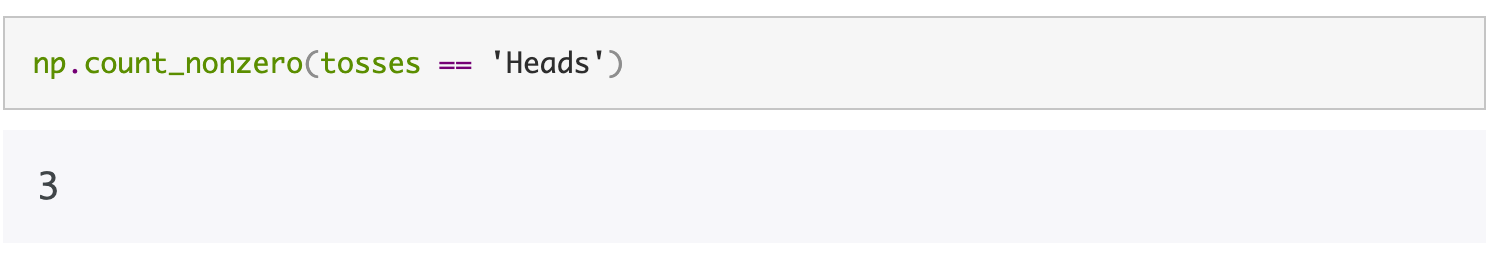 np.count_nonzero(tosses == 'Heads')
3